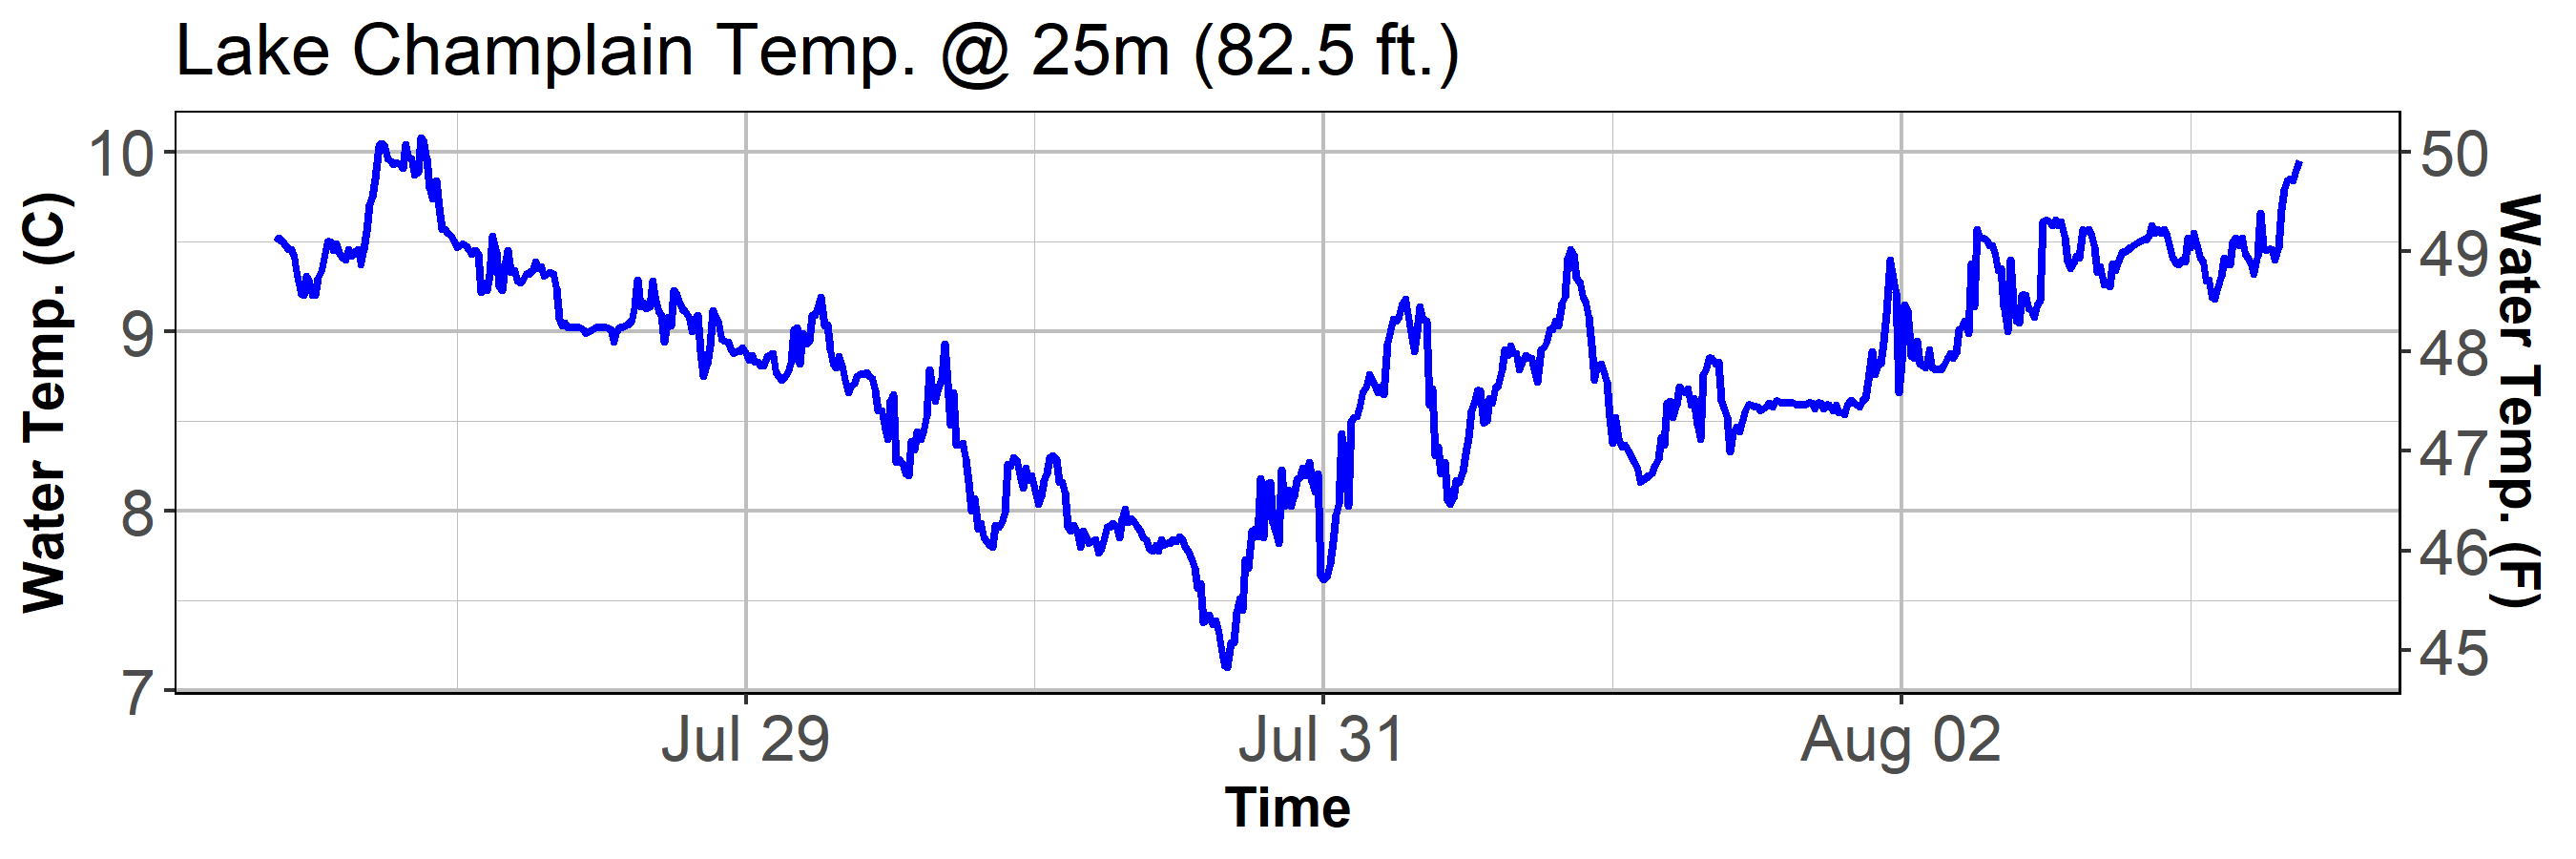 Lake Champlain Temp. @ 25m (82.5 ft.)
Water Temp. (C)
10
9
8
7
50
49
48
47
46
45
Water Temp. (F)
Jul 29
Jul 31
Aug 02
Time